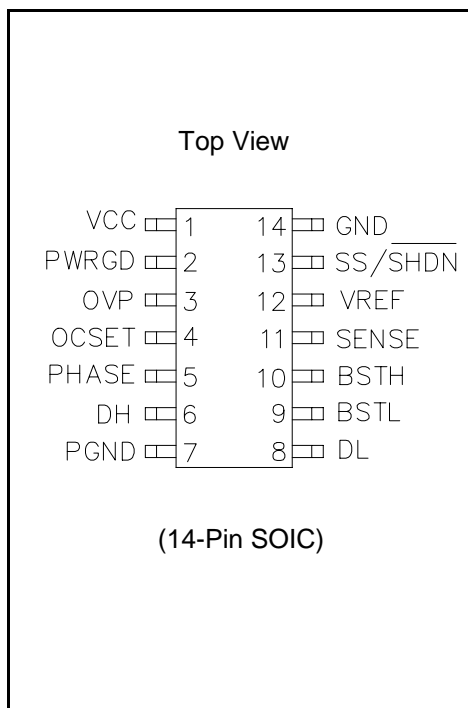 Top View
VCC 1 14 GND
PWRGD 2 13 SS/S̅H̅D̅N̅
OVP 3 12 VREF
OCSET 4 11 SENSE
PHASE 5 10 BSTH
DH 6 9 BSTL
PGND 7 8 DL
(14-Pin SOIC)